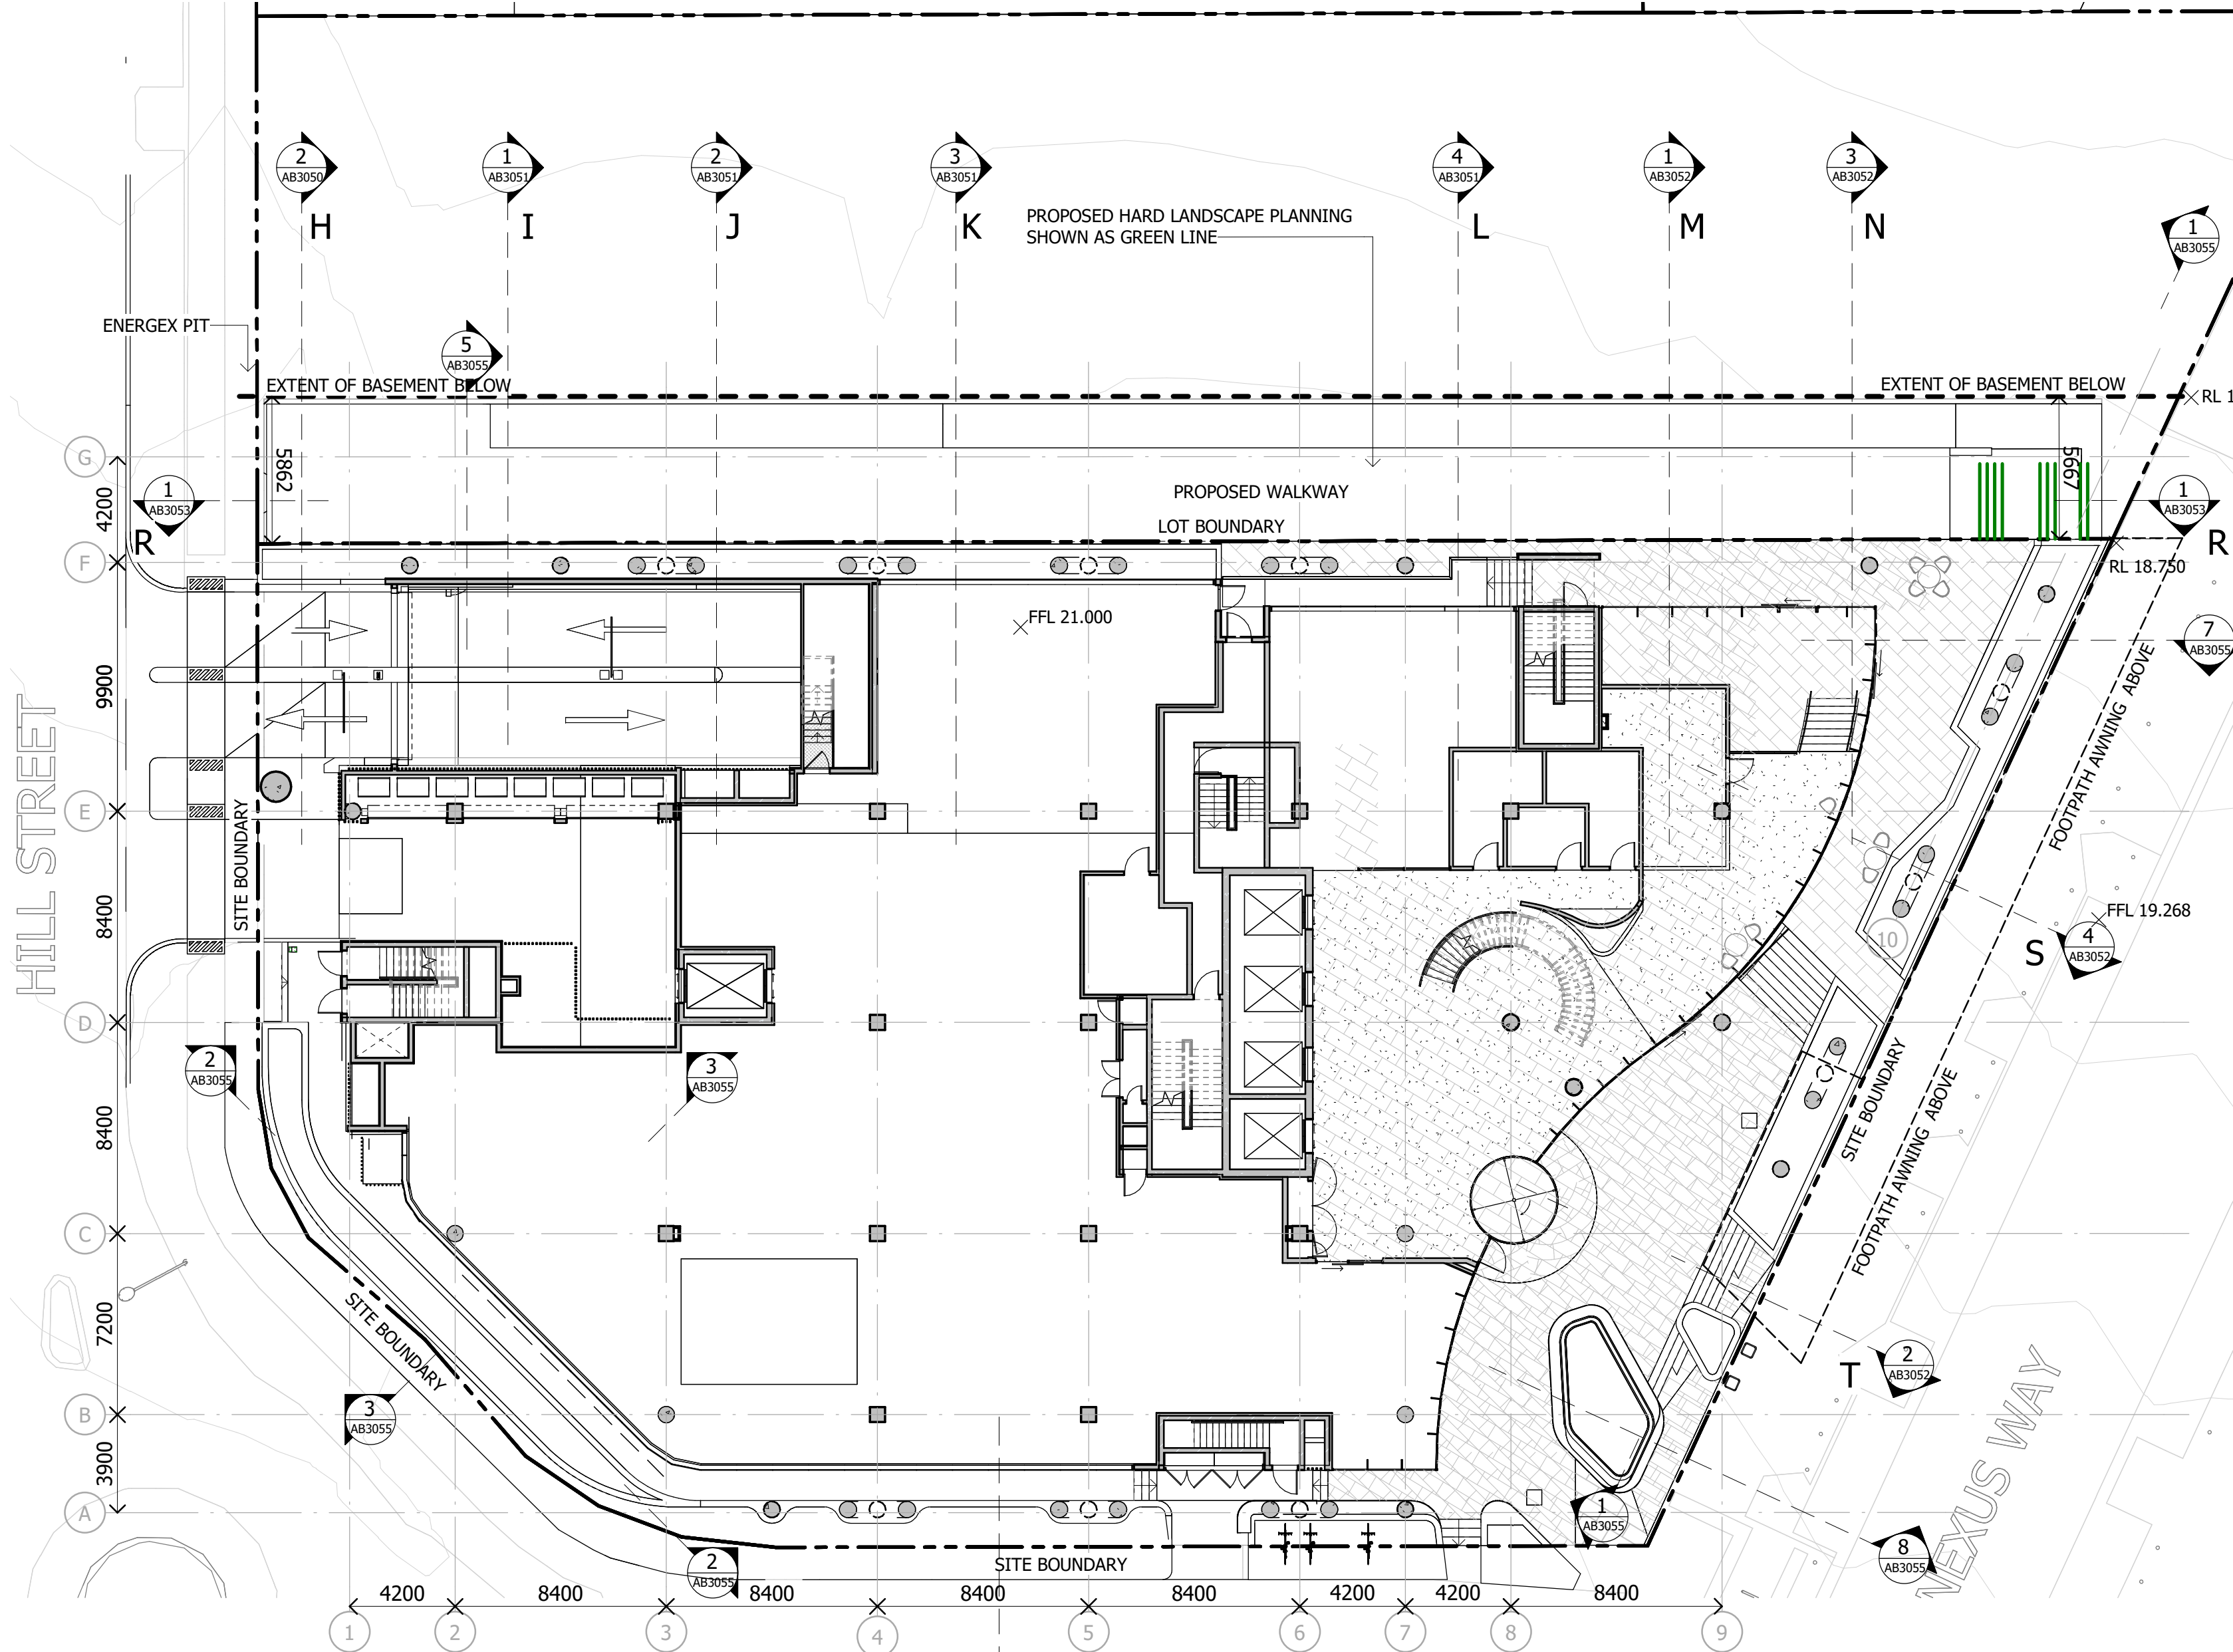 2
AB3050
H
1
AB3051
I
2
AB3051
J
3
AB3051
K
4
AB3051
L
1
AB3052
M
3
AB3052
N
1
AB3055
PROPOSED HARD LANDSCAPE PLANNING
SHOWN AS GREEN LINE
ENERGEX PIT
5
AB3055
EXTENT OF BASEMENT BELOW
EXTENT OF BASEMENT BELOW
RL 1
G
5862
5667
4200
1
AB3053
R
PROPOSED WALKWAY
LOT BOUNDARY
1
AB3053
R
F
RL 18.750
FFL 21.000
7
AB3055
9900
FOOTPATH AWNING ABOVE
HILL STREET
E
SITE BOUNDARY
8400
FFL 19.268
10
S
4
AB3052
D
2
AB3055
3
AB3055
8400
SITE BOUNDARY
FOOTPATH AWNING ABOVE
C
7200
SITE BOUNDARY
T
2
AB3052
3
AB3055
B
3900
NEXUS WAY
A
1
AB3055
8
AB3055
2
AB3055
SITE BOUNDARY
4200
8400
8400
8400
8400
4200
4200
8400
1
2
3
4
5
6
7
8
9